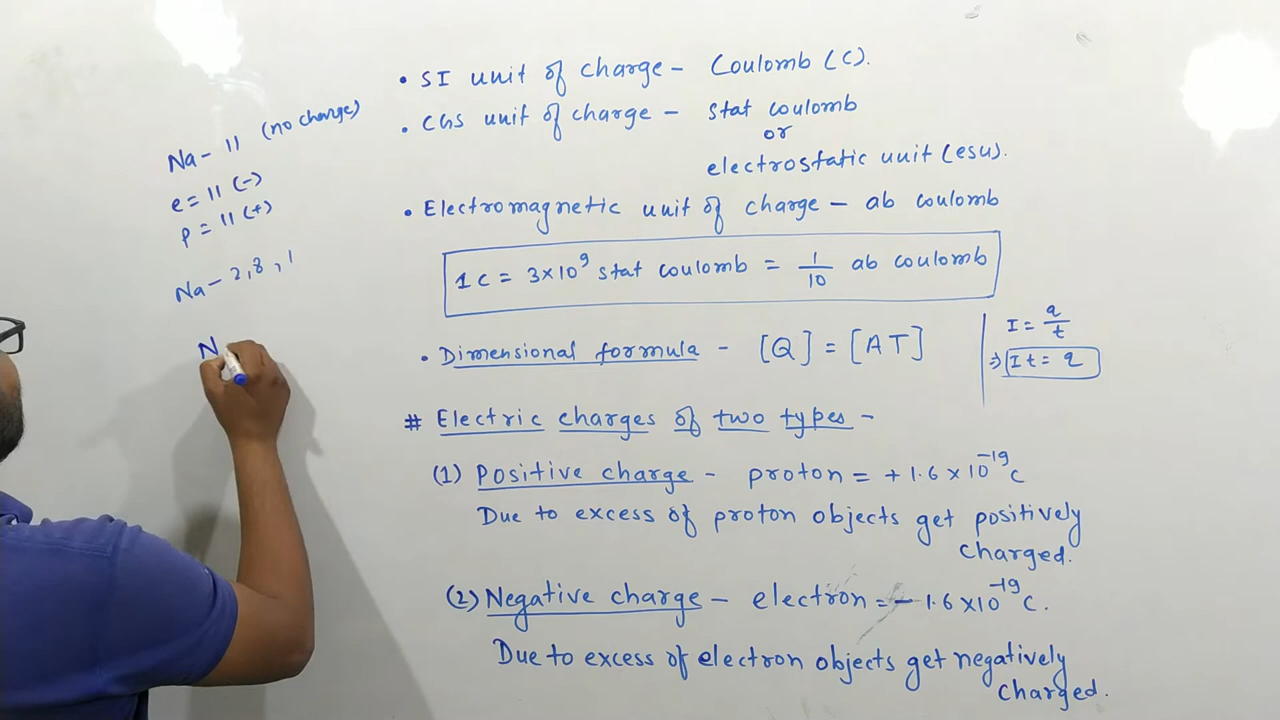 • SI unit of charge - Coulomb (C).
• CGS unit of charge - stat coulomb
or
electrostatic unit (esu).
• Electromagnetic unit of charge - ab coulomb
1 C = 3×10⁹ stat coulomb = 1/10 ab coulomb
• Dimensional formula - [Q] = [AT]
I = q/t
⇒ It = q
# Electric charges of two types -
(1) Positive charge - proton = + 1.6 × 10⁻¹⁹ C
Due to excess of proton objects get positively
charged.
(2) Negative charge - electron = - 1.6 × 10⁻¹⁹ C.
Due to excess of electron objects get negatively
charged.
Na - 11 (no charge)
e = 11 (-)
p = 11 (+)
Na - 2, 8, 1
N